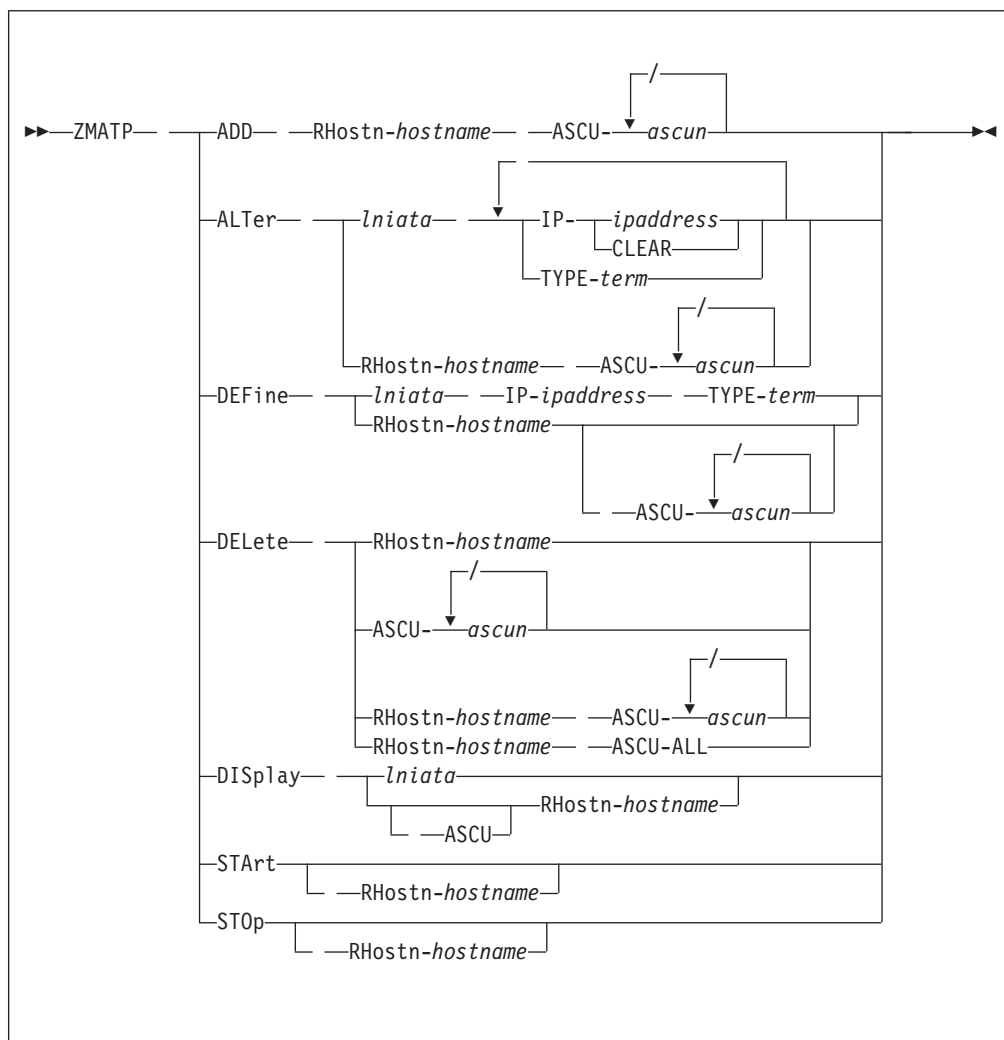 /
ZMATP ADD RHostn-hostname ASCU- ascun
ALTer lniata IP- ipaddress
CLEAR
TYPE-term
/
RHostn-hostname ASCU- ascun
DEFine lniata IP-ipaddress TYPE-term
RHostn-hostname
/
ASCU- ascun
DELete RHostn-hostname
/
ASCU- ascun
/
RHostn-hostname ASCU- ascun
RHostn-hostname ASCU-ALL
DISplay lniata
RHostn-hostname
ASCU
STArt
RHostn-hostname
STOp
RHostn-hostname